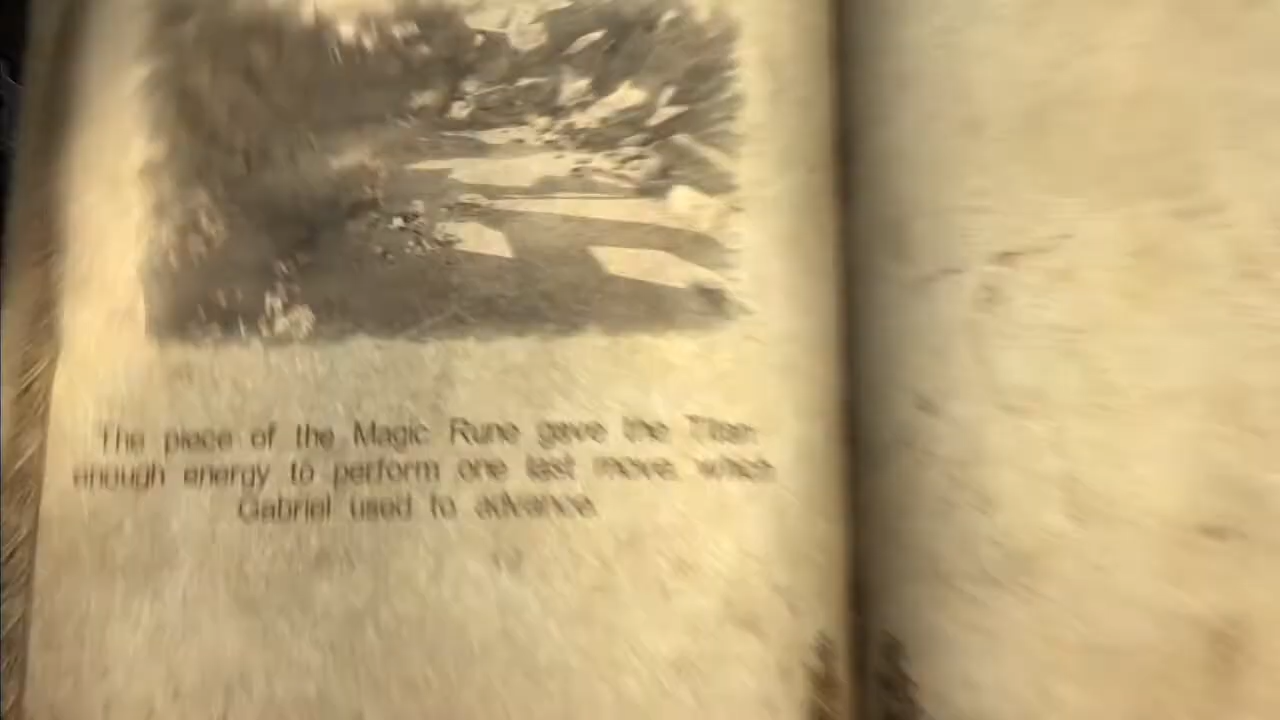 The piece of the Magic Rune gave the Titan
enough energy to perform one last move, which
Gabriel used to advance.